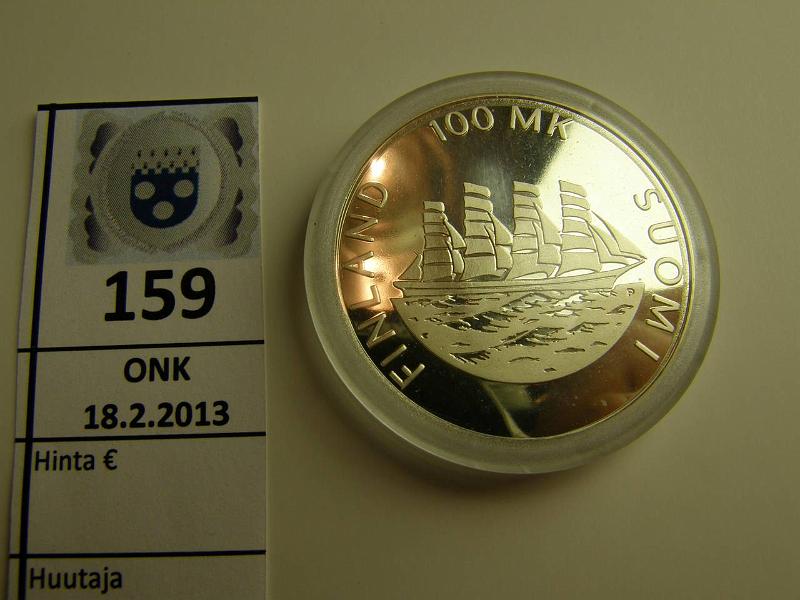 159
ONK
18.2.2013
Hinta €
Huutaja
100 MK
FINLAND
SUOMI